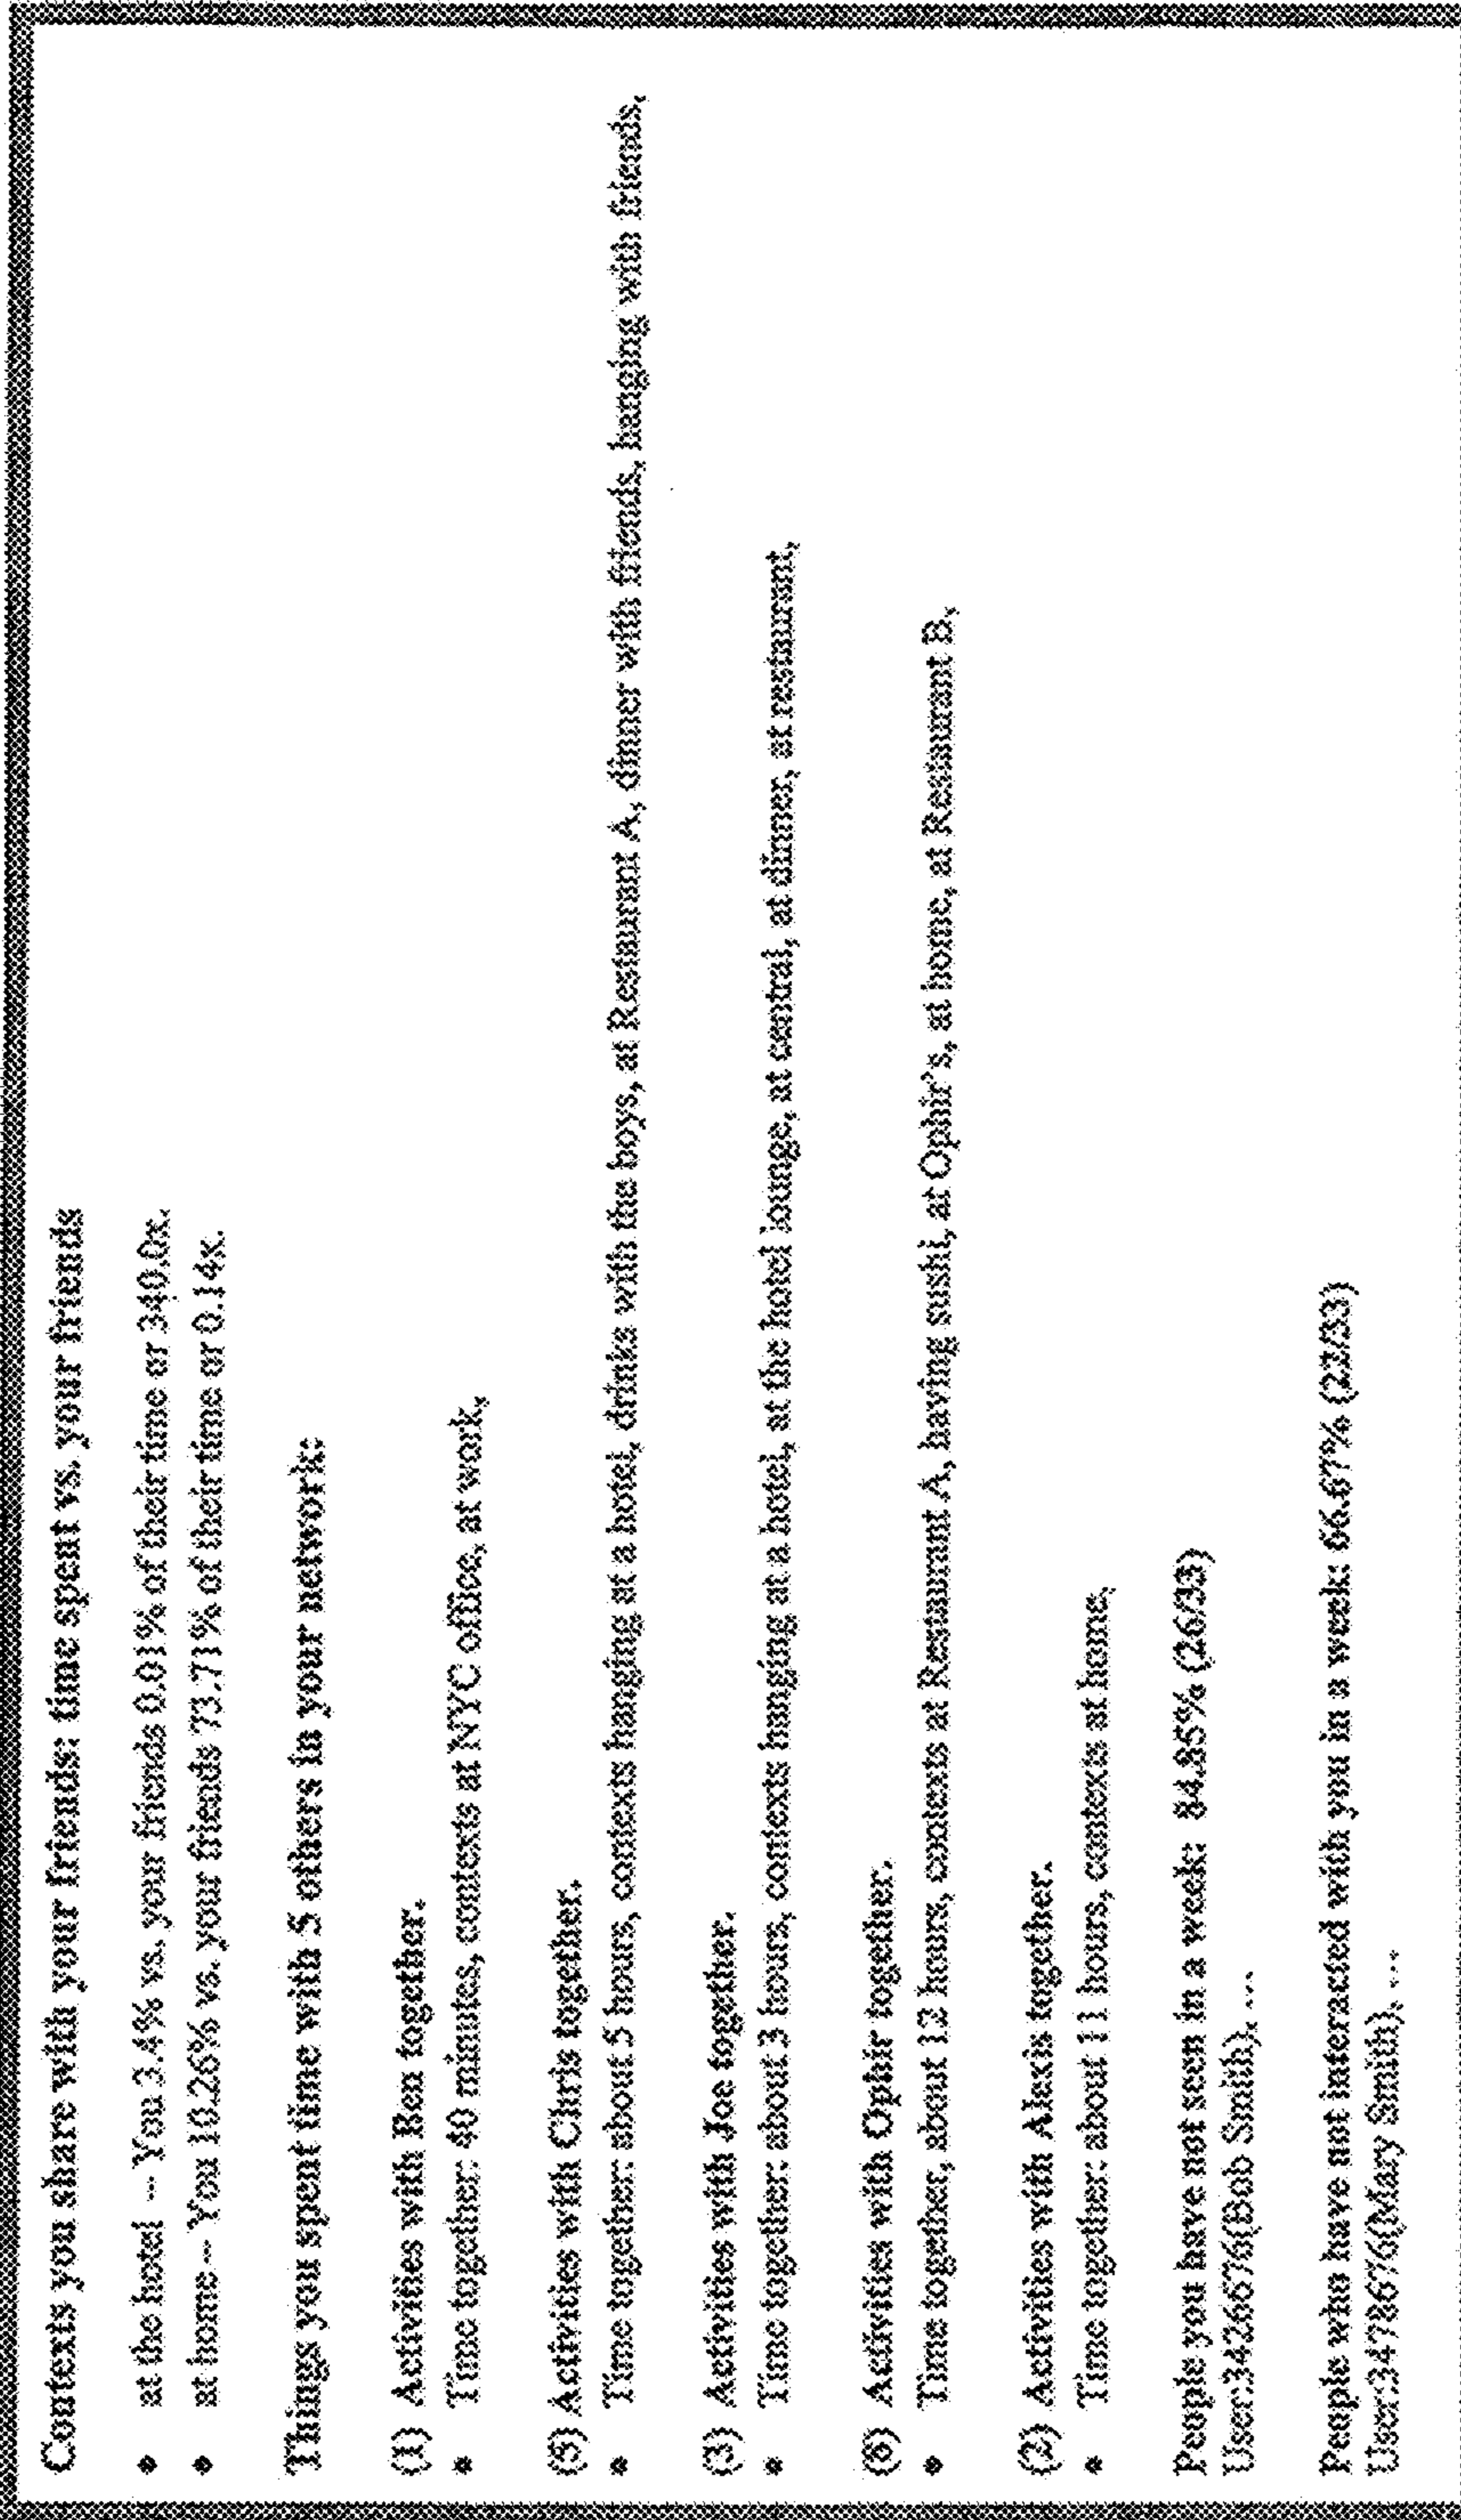 Contexts you share with your friends: time spent vs. your friends
• at the hotel -- You 3.4% vs. your friends 0.01% of their time or 340.0x.
• at home -- You 10.26% vs. your friends 73.71% of their time or 0.14x.
Things you spent time with 5 others in your network:
(1) Activities with Ben together.
• Time together: 40 minutes, contexts at NYC office, at work,
(5) Activities with Chris together.
• Time together: about 5 hours, contexts hanging at a hotel, drinks with the boys, at Restaurant A, dinner with friends, hanging with friends,
(3) Activities with Joe together.
• Time together: about 3 hours, contexts hanging at a hotel, at the hotel lounge, at central, at dinner, at restaurant,
(6) Activities with Ophir together.
• Time together, about 12 hours, contexts at Restaurant A, having sushi, at Ophir's, at home, at Restaurant B,
(2) Activities with Alexis together.
• Time together: about 11 hours, contexts at home,
People you have not seen in a week: 84.85% (26/33)
User:3426676(Bob Smith), ...
People who have not interacted with you in a week: 66.67% (22/33)
User:3478676(Mary Smith), ...